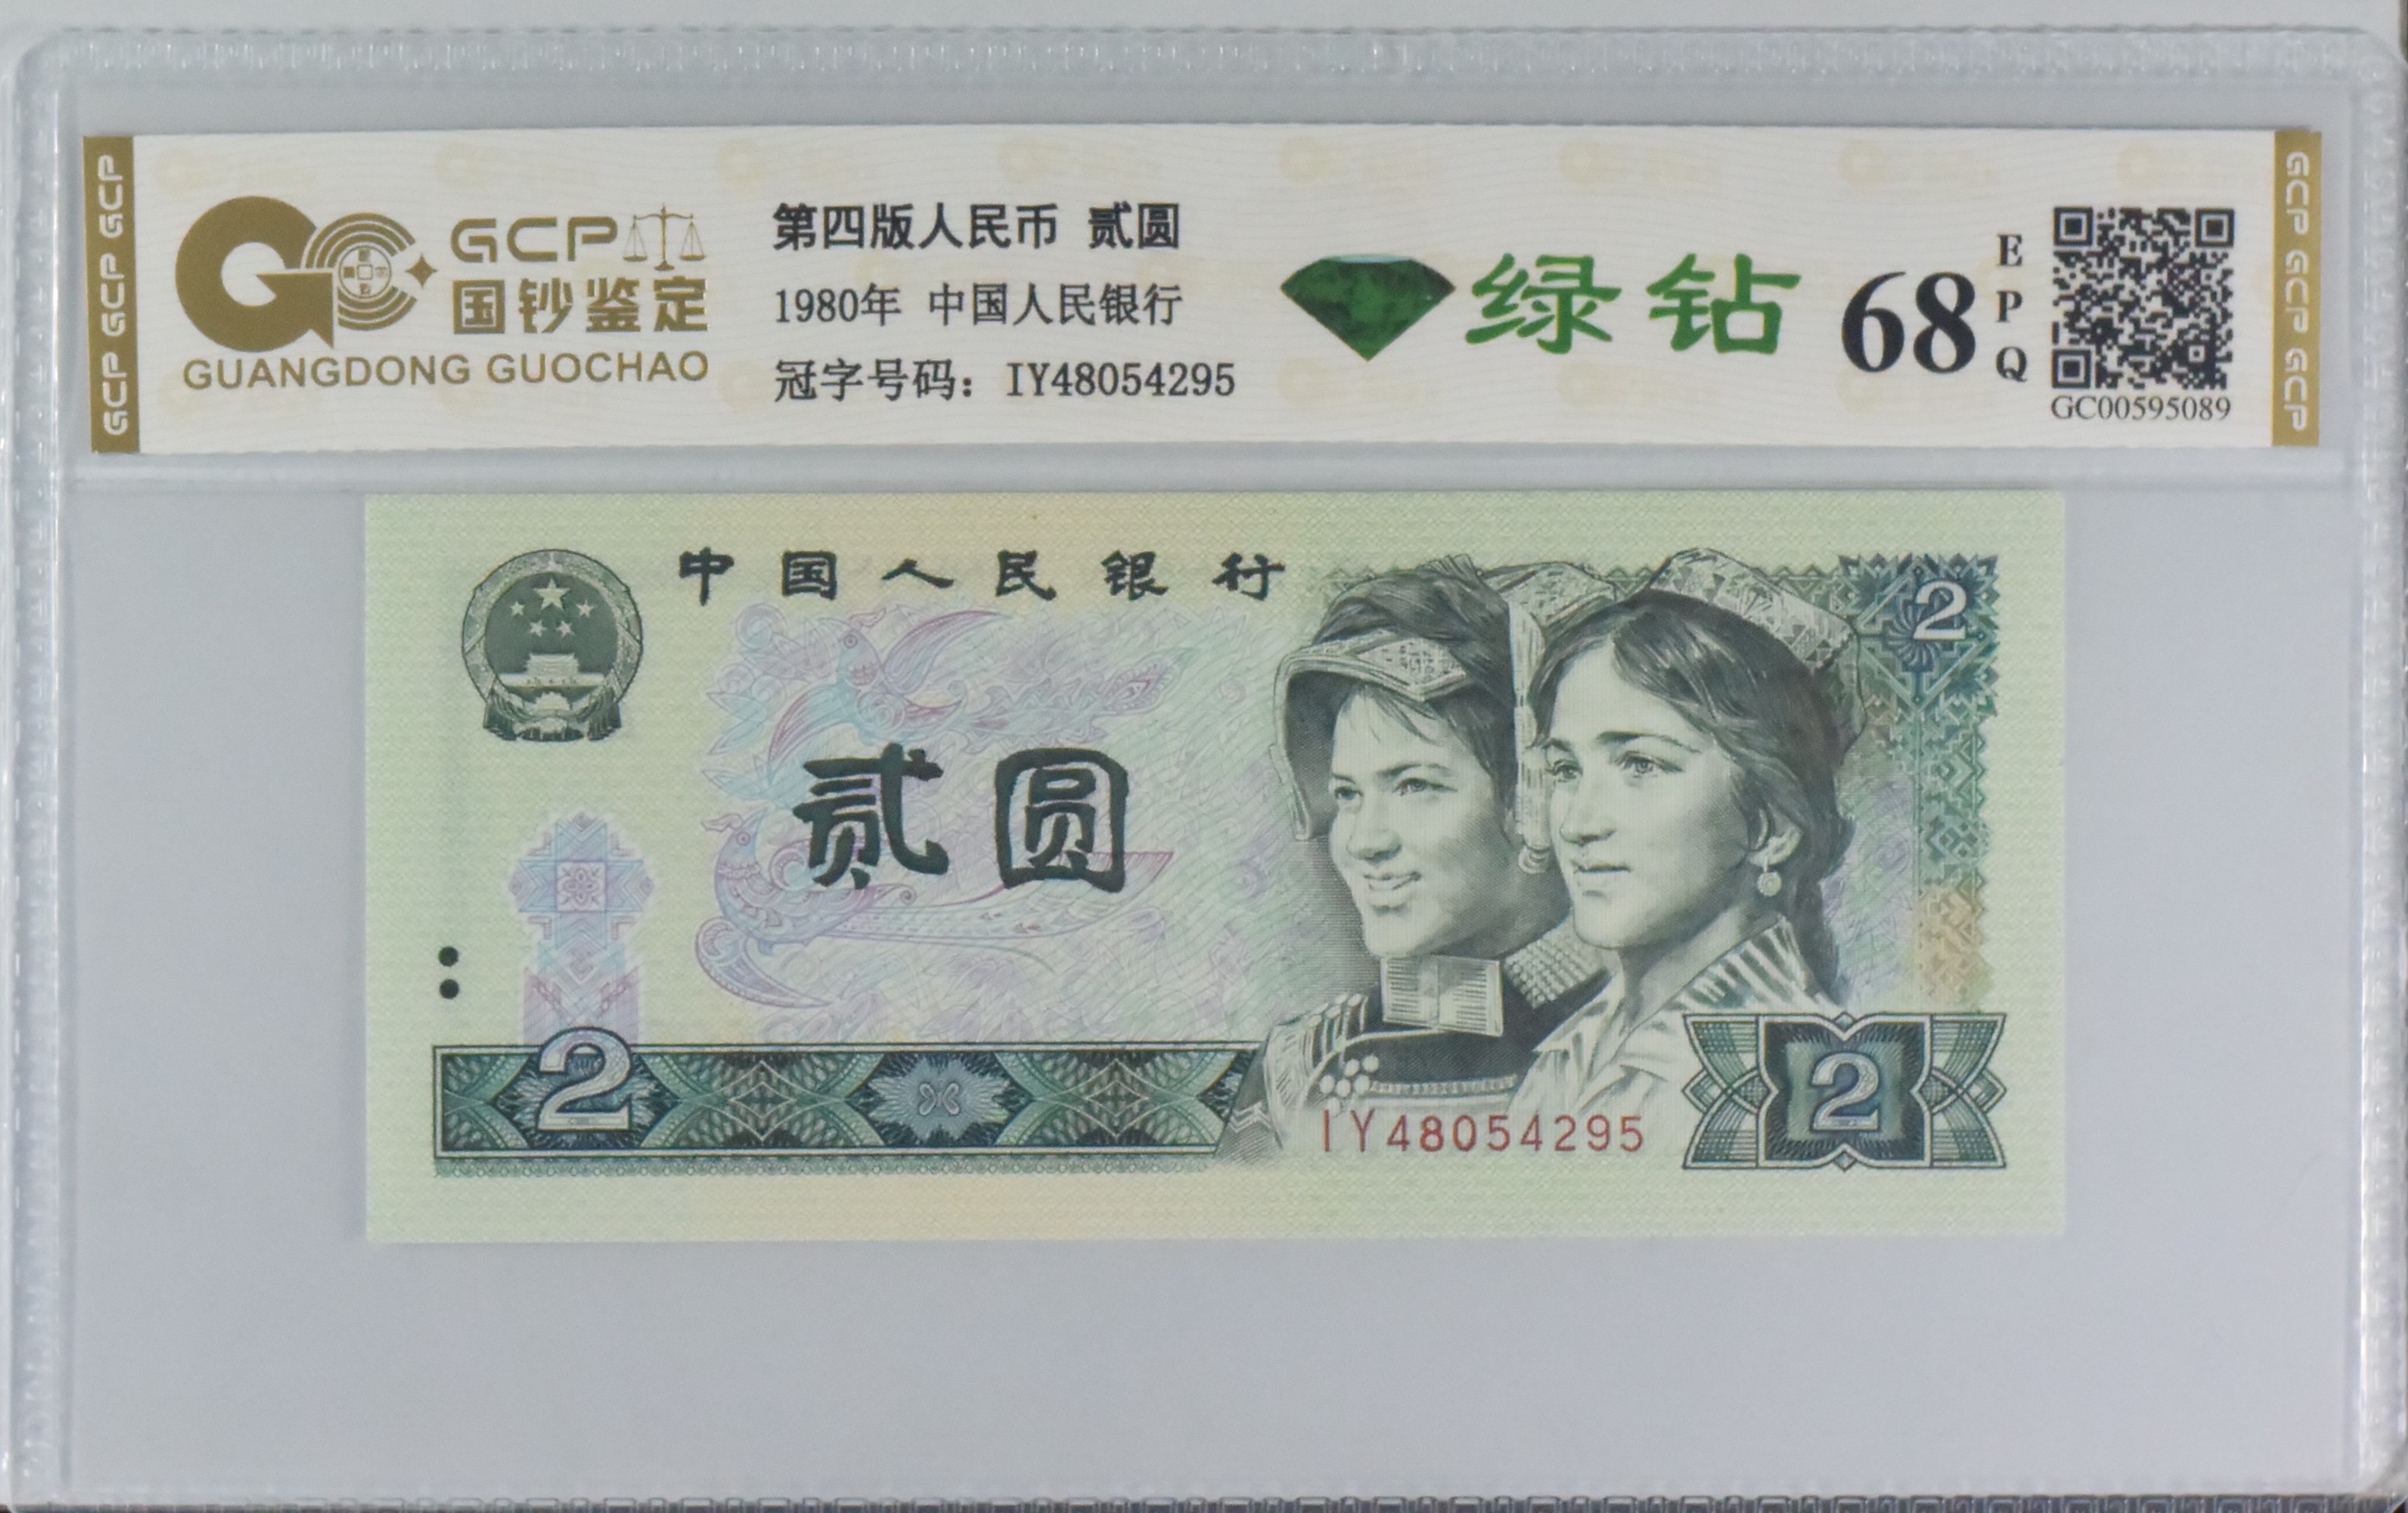 GCP GCP GCP
GCP
国钞鉴定
GUANGDONG GUOCHAO
第四版人民币 贰圆
1980年 中国人民银行
冠字号码：IY48054295
绿钻
68
EPQ
GC00595089
GCP GCP GCP
中国人民银行
2
贰圆
2
IY48054295
2